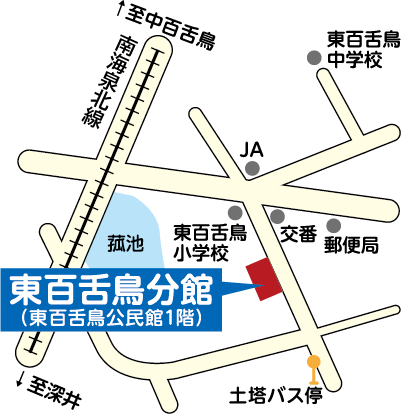 ↑至中百舌鳥
南海泉北線
東百舌鳥
中学校
JA
菰池
東百舌鳥
小学校
交番
郵便局
東百舌鳥分館
（東百舌鳥公民館1階）
↓至深井
土塔バス停